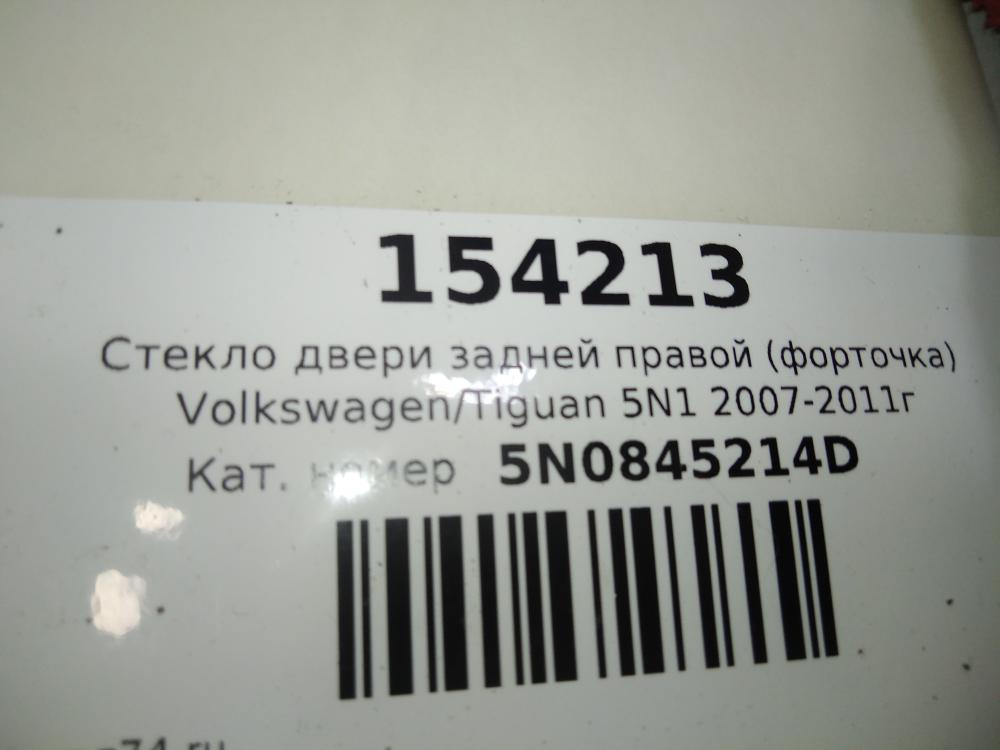 154213
Стекло двери задней правой (форточка)
Volkswagen/Tiguan 5N1 2007-2011г
Кат. номер 5N0845214D